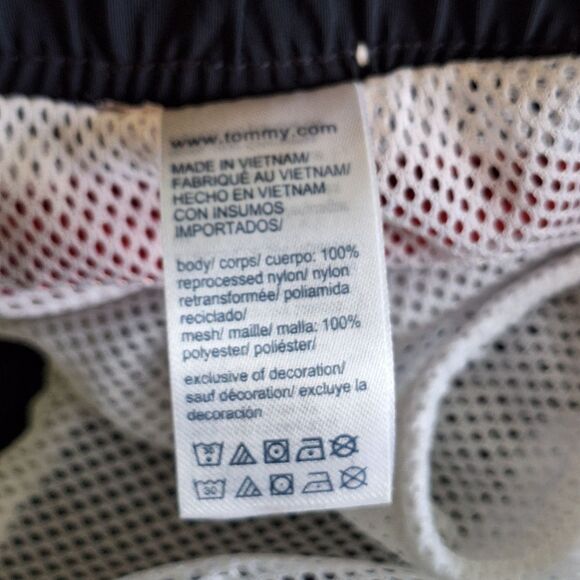 www.tommy.com
MADE IN VIETNAM/
FABRIQUÉ AU VIETNAM/
HECHO EN VIETNAM
CON INSUMOS
IMPORTADOS/
body/ corps/ cuerpo: 100%
reprocessed nylon/ nylon
retransformée/ poliamida
reciclado/
mesh/ maille/ malla: 100%
polyester/ poliéster/
exclusive of decoration/
sauf décoration/ excluye la
decoración
30
30